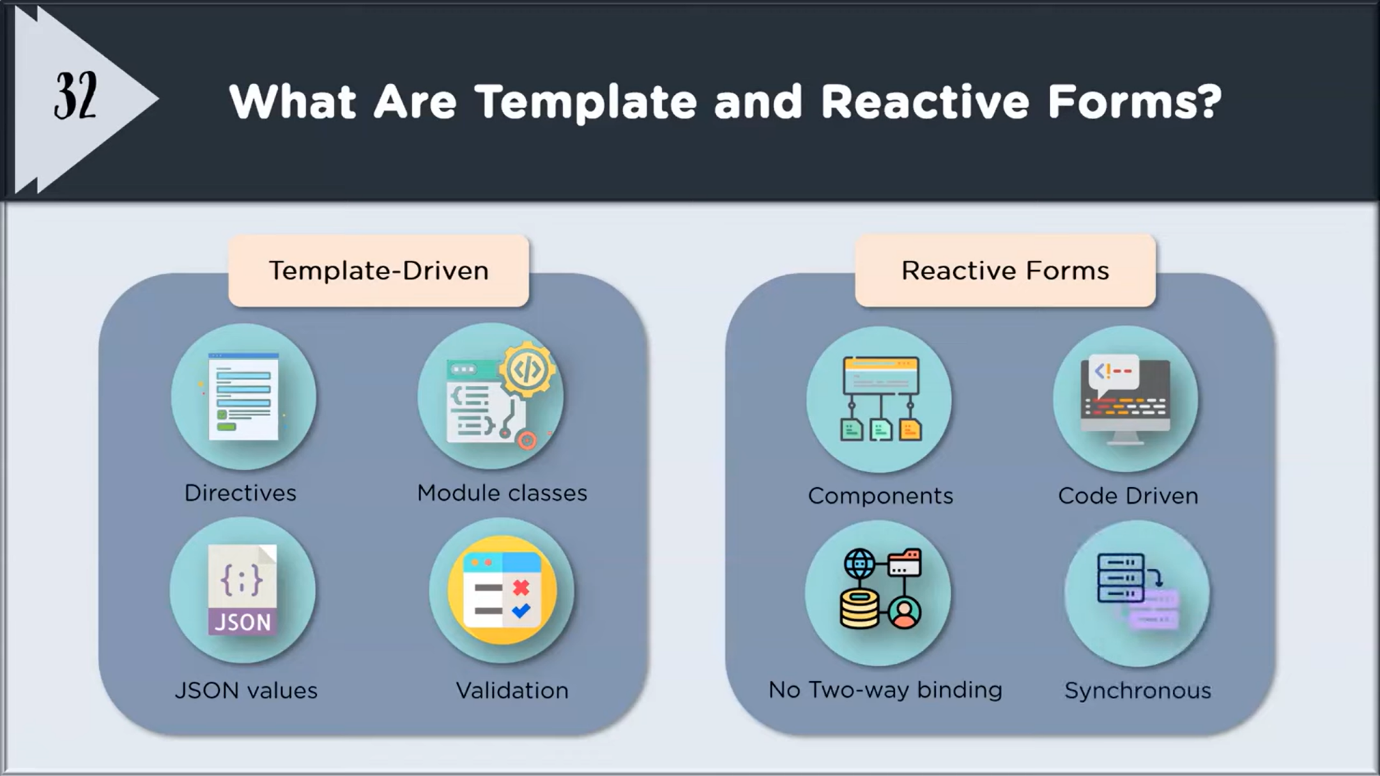 32
What Are Template and Reactive Forms?
Template-Driven
Directives
Module classes
JSON
JSON values
Validation
Reactive Forms
Components
Code Driven
No Two-way binding
Synchronous